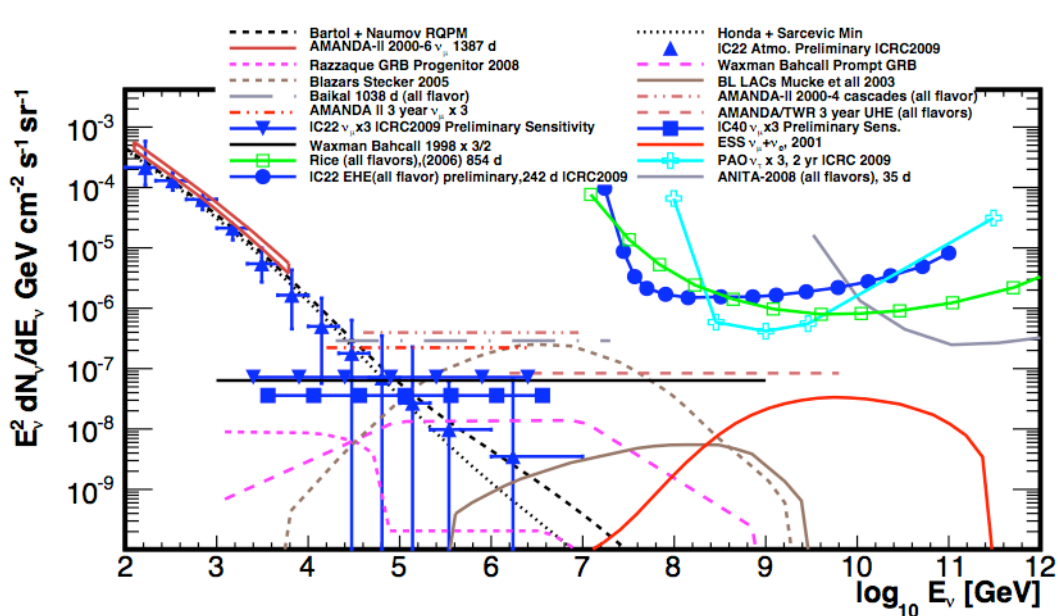 Bartol + Naumov RQPM
AMANDA-II 2000-6 νμ 1387 d
Razzaque GRB Progenitor 2008
Blazars Stecker 2005
Baikal 1038 d (all flavor)
AMANDA II 3 year νμ x 3
IC22 νμx3 ICRC2009 Preliminary Sensitivity
Waxman Bahcall 1998 x 3/2
Rice (all flavors),(2006) 854 d
IC22 EHE(all flavor) preliminary,242 d ICRC2009
Honda + Sarcevic Min
IC22 Atmo. Preliminary ICRC2009
Waxman Bahcall Prompt GRB
BL LACs Mucke et all 2003
AMANDA-II 2000-4 cascades (all flavor)
AMANDA/TWR 3 year UHE (all flavors)
IC40 νμx3 Preliminary Sens.
ESS νμ+νe, 2001
PAO ντ x 3, 2 yr ICRC 2009
ANITA-2008 (all flavors), 35 d
E²ν dNν/dEν GeV cm⁻² s⁻¹ sr⁻¹
10⁻³
10⁻⁴
10⁻⁵
10⁻⁶
10⁻⁷
10⁻⁸
10⁻⁹
2 3 4 5 6 7 8 9 10 11 12
log₁₀ Eν [GeV]